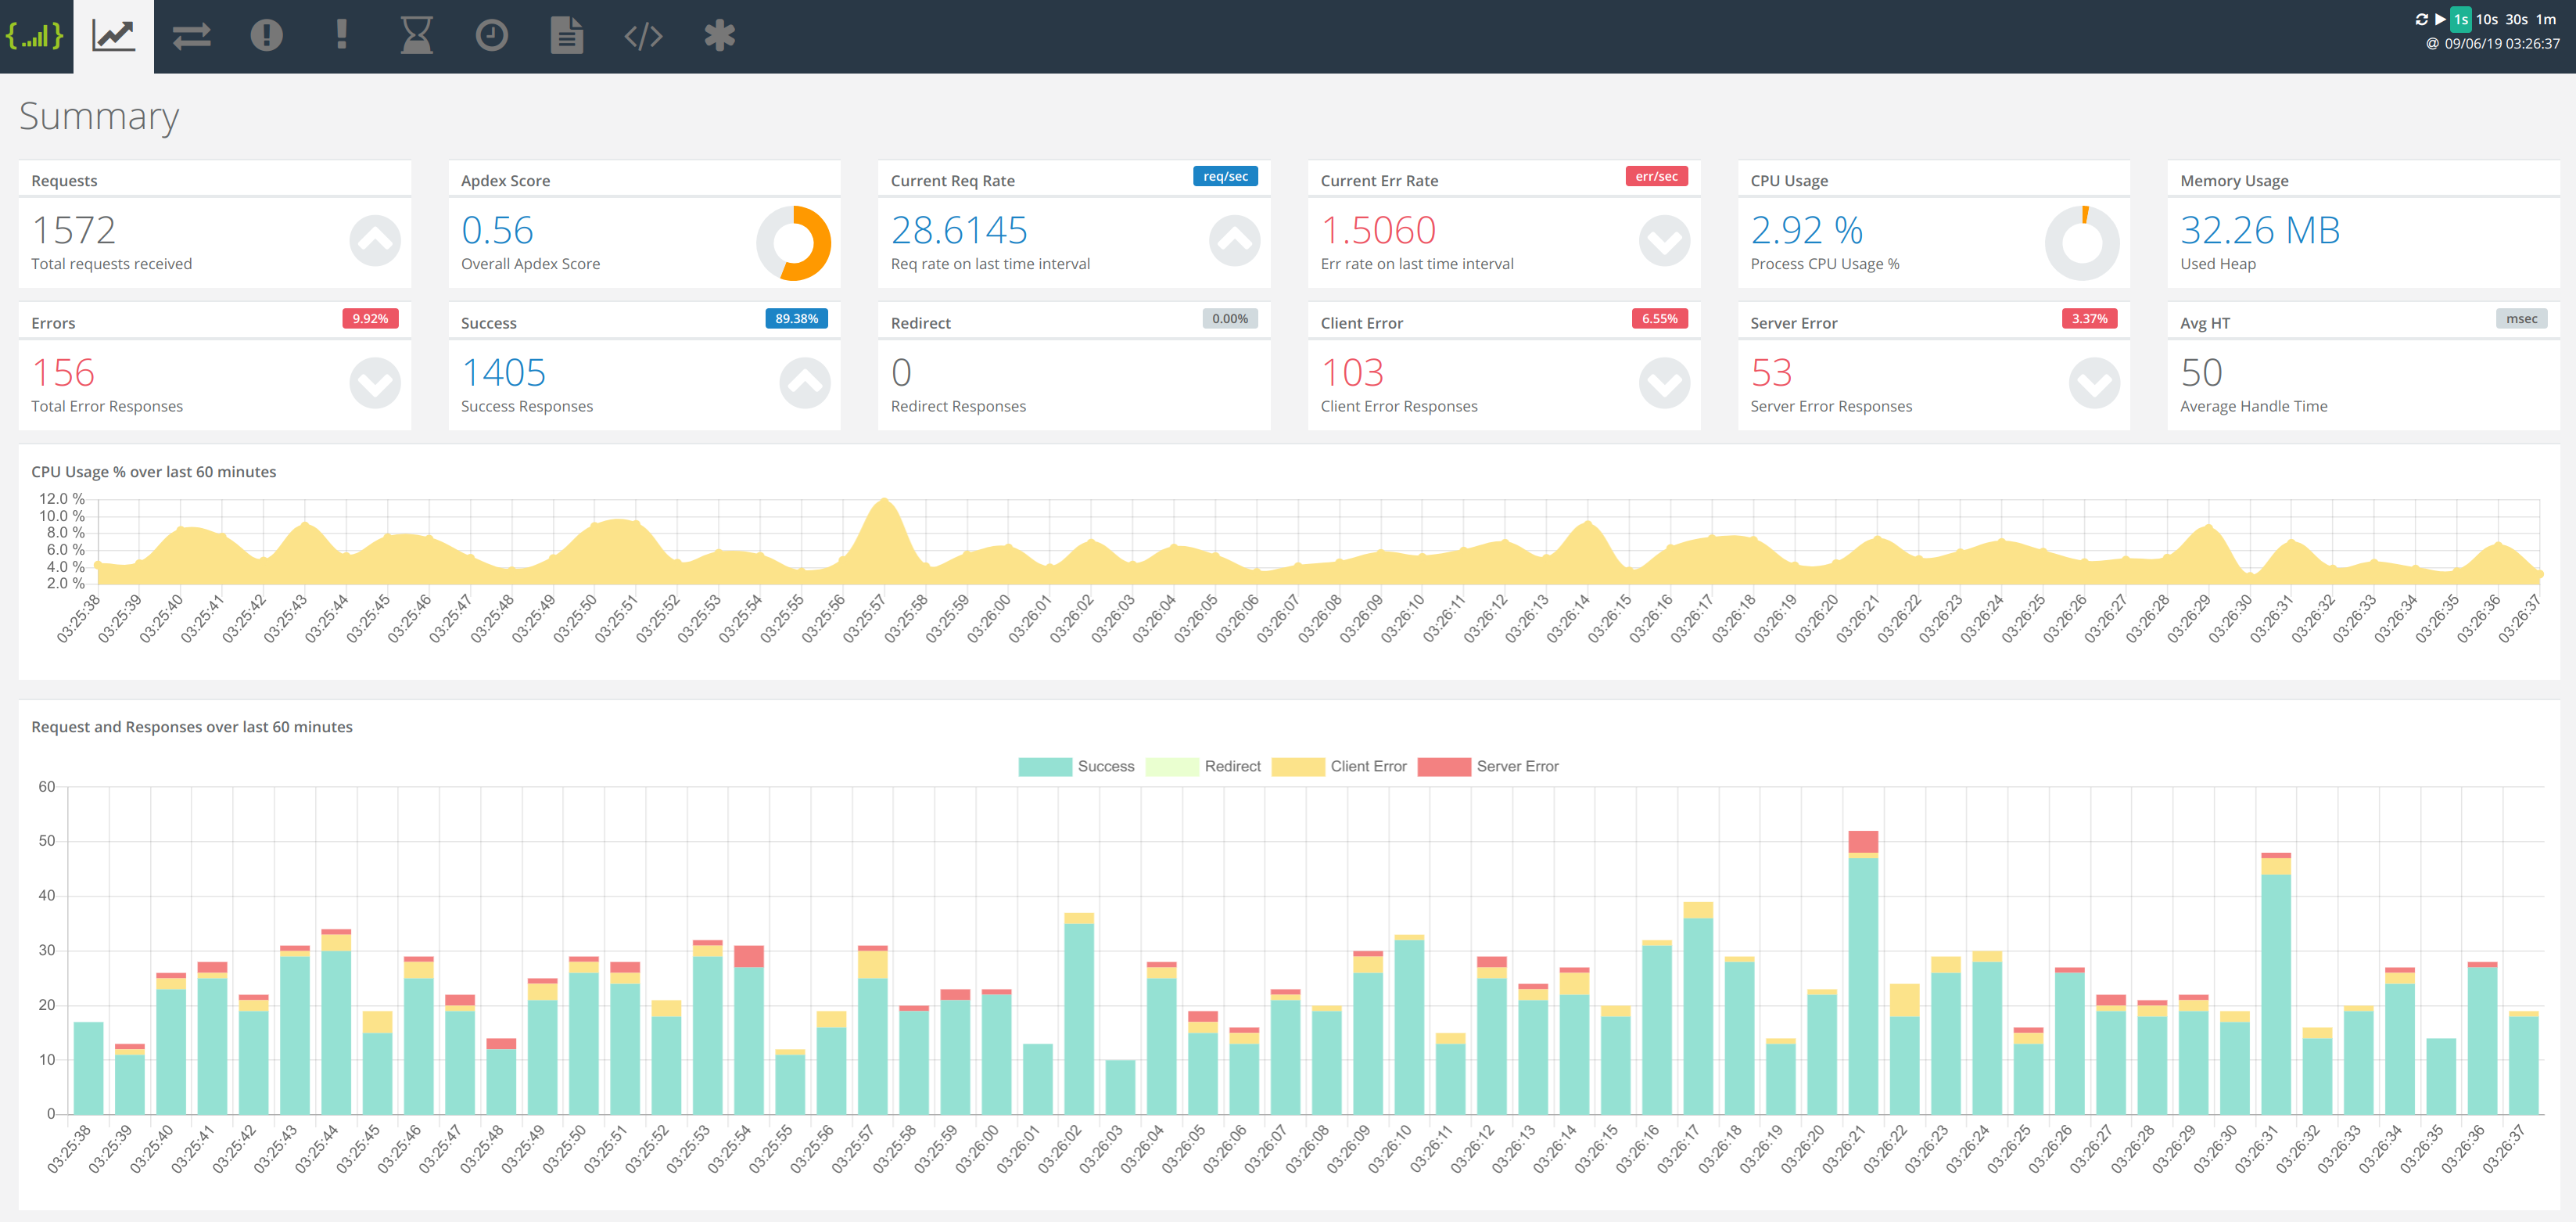 1s 10s 30s 1m
@ 09/06/19 03:26:37
Summary
Requests
1572
Total requests received
Apdex Score
0.56
Overall Apdex Score
Current Req Rate
req/sec
28.6145
Req rate on last time interval
Current Err Rate
err/sec
1.5060
Err rate on last time interval
CPU Usage
2.92 %
Process CPU Usage %
Memory Usage
32.26 MB
Used Heap
Errors
9.92%
156
Total Error Responses
Success
89.38%
1405
Success Responses
Redirect
0.00%
0
Redirect Responses
Client Error
6.55%
103
Client Error Responses
Server Error
3.37%
53
Server Error Responses
Avg HT
msec
50
Average Handle Time
CPU Usage % over last 60 minutes
12.0 %
10.0 %
8.0 %
6.0 %
4.0 %
2.0 %
03:25:38 03:25:39 03:25:40 03:25:41 03:25:42 03:25:43 03:25:44 03:25:45 03:25:46 03:25:47 03:25:48 03:25:49 03:25:50 03:25:51 03:25:52 03:25:53 03:25:54 03:25:55 03:25:56 03:25:57 03:25:58 03:25:59 03:26:00 03:26:01 03:26:02 03:26:03 03:26:04 03:26:05 03:26:06 03:26:07 03:26:08 03:26:09 03:26:10 03:26:11 03:26:12 03:26:13 03:26:14 03:26:15 03:26:16 03:26:17 03:26:18 03:26:19 03:26:20 03:26:21 03:26:22 03:26:23 03:26:24 03:26:25 03:26:26 03:26:27 03:26:28 03:26:29 03:26:30 03:26:31 03:26:32 03:26:33 03:26:34 03:26:35 03:26:36 03:26:37
Request and Responses over last 60 minutes
Success Redirect Client Error Server Error
60
50
40
30
20
10
0
03:25:38 03:25:39 03:25:40 03:25:41 03:25:42 03:25:43 03:25:44 03:25:45 03:25:46 03:25:47 03:25:48 03:25:49 03:25:50 03:25:51 03:25:52 03:25:53 03:25:54 03:25:55 03:25:56 03:25:57 03:25:58 03:25:59 03:26:00 03:26:01 03:26:02 03:26:03 03:26:04 03:26:05 03:26:06 03:26:07 03:26:08 03:26:09 03:26:10 03:26:11 03:26:12 03:26:13 03:26:14 03:26:15 03:26:16 03:26:17 03:26:18 03:26:19 03:26:20 03:26:21 03:26:22 03:26:23 03:26:24 03:26:25 03:26:26 03:26:27 03:26:28 03:26:29 03:26:30 03:26:31 03:26:32 03:26:33 03:26:34 03:26:35 03:26:36 03:26:37